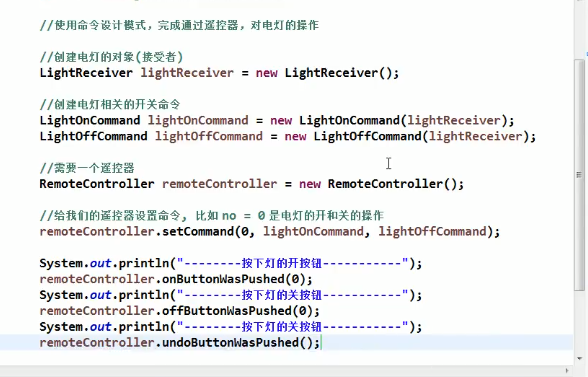 //使用命令设计模式，完成通过遥控器，对电灯的操作
//创建电灯的对象(接受者)
LightReceiver lightReceiver = new LightReceiver();
//创建电灯相关的开关命令
LightOnCommand lightOnCommand = new LightOnCommand(lightReceiver);
LightOffCommand lightOffCommand = new LightOffCommand(lightReceiver);
//需要一个遥控器
RemoteController remoteController = new RemoteController();
//给我们的遥控器设置命令, 比如 no = 0 是电灯的开和关的操作
remoteController.setCommand(0, lightOnCommand, lightOffCommand);
System.out.println("--------按下灯的开按钮-----------");
remoteController.onButtonWasPushed(0);
System.out.println("--------按下灯的关按钮-----------");
remoteController.offButtonWasPushed(0);
System.out.println("--------按下灯的关按钮-----------");
remoteController.undoButtonWasPushed();